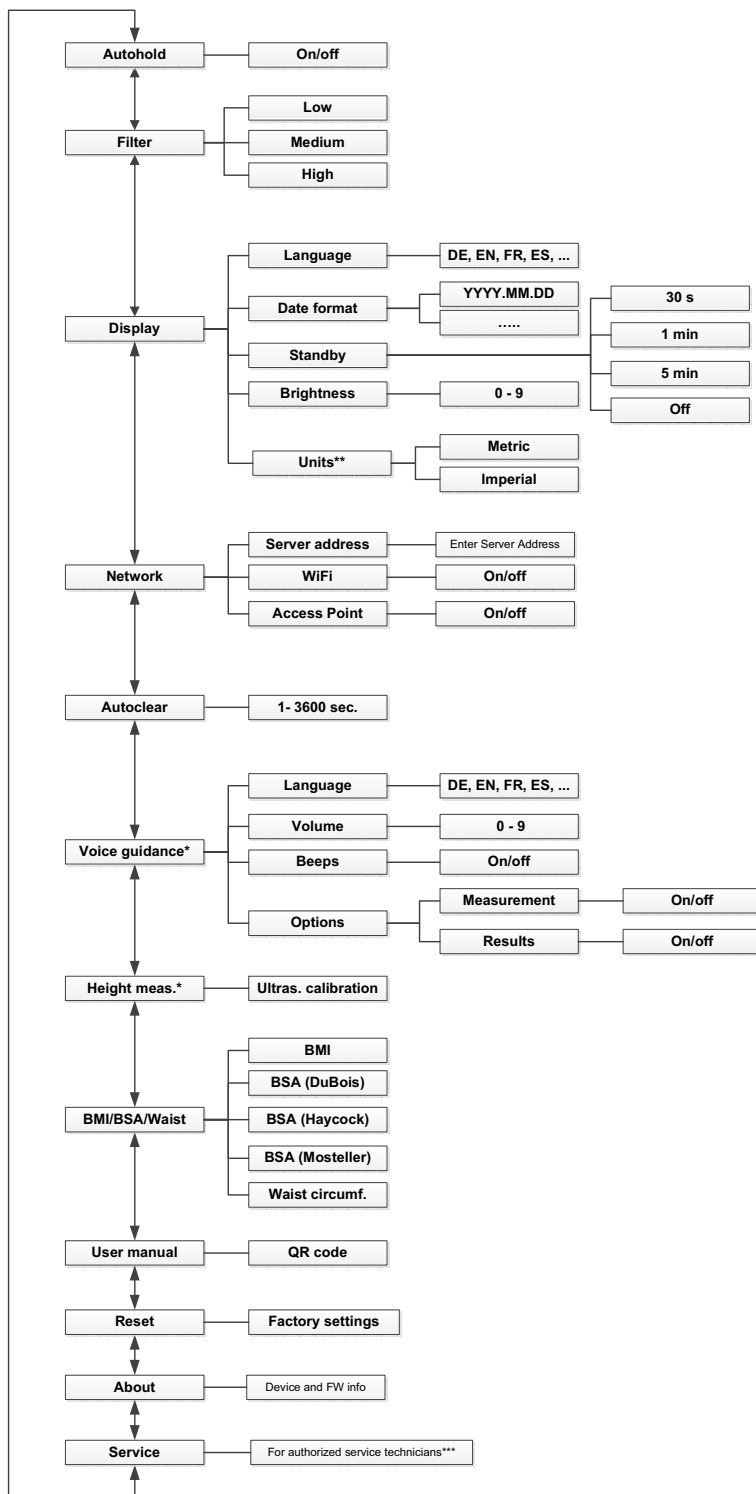 Autohold
On/off
Filter
Low
Medium
High
Display
Language
DE, EN, FR, ES, ...
Date format
YYYY.MM.DD
.....
Standby
30 s
1 min
5 min
Off
Brightness
0 - 9
Units**
Metric
Imperial
Network
Server address
Enter Server Address
WiFi
On/off
Access Point
On/off
Autoclear
1- 3600 sec.
Voice guidance*
Language
DE, EN, FR, ES, ...
Volume
0 - 9
Beeps
On/off
Options
Measurement
On/off
Results
On/off
Height meas.*
Ultras. calibration
BMI/BSA/Waist
BMI
BSA (DuBois)
BSA (Haycock)
BSA (Mosteller)
Waist circumf.
User manual
QR code
Reset
Factory settings
About
Device and FW info
Service
For authorized service technicians***